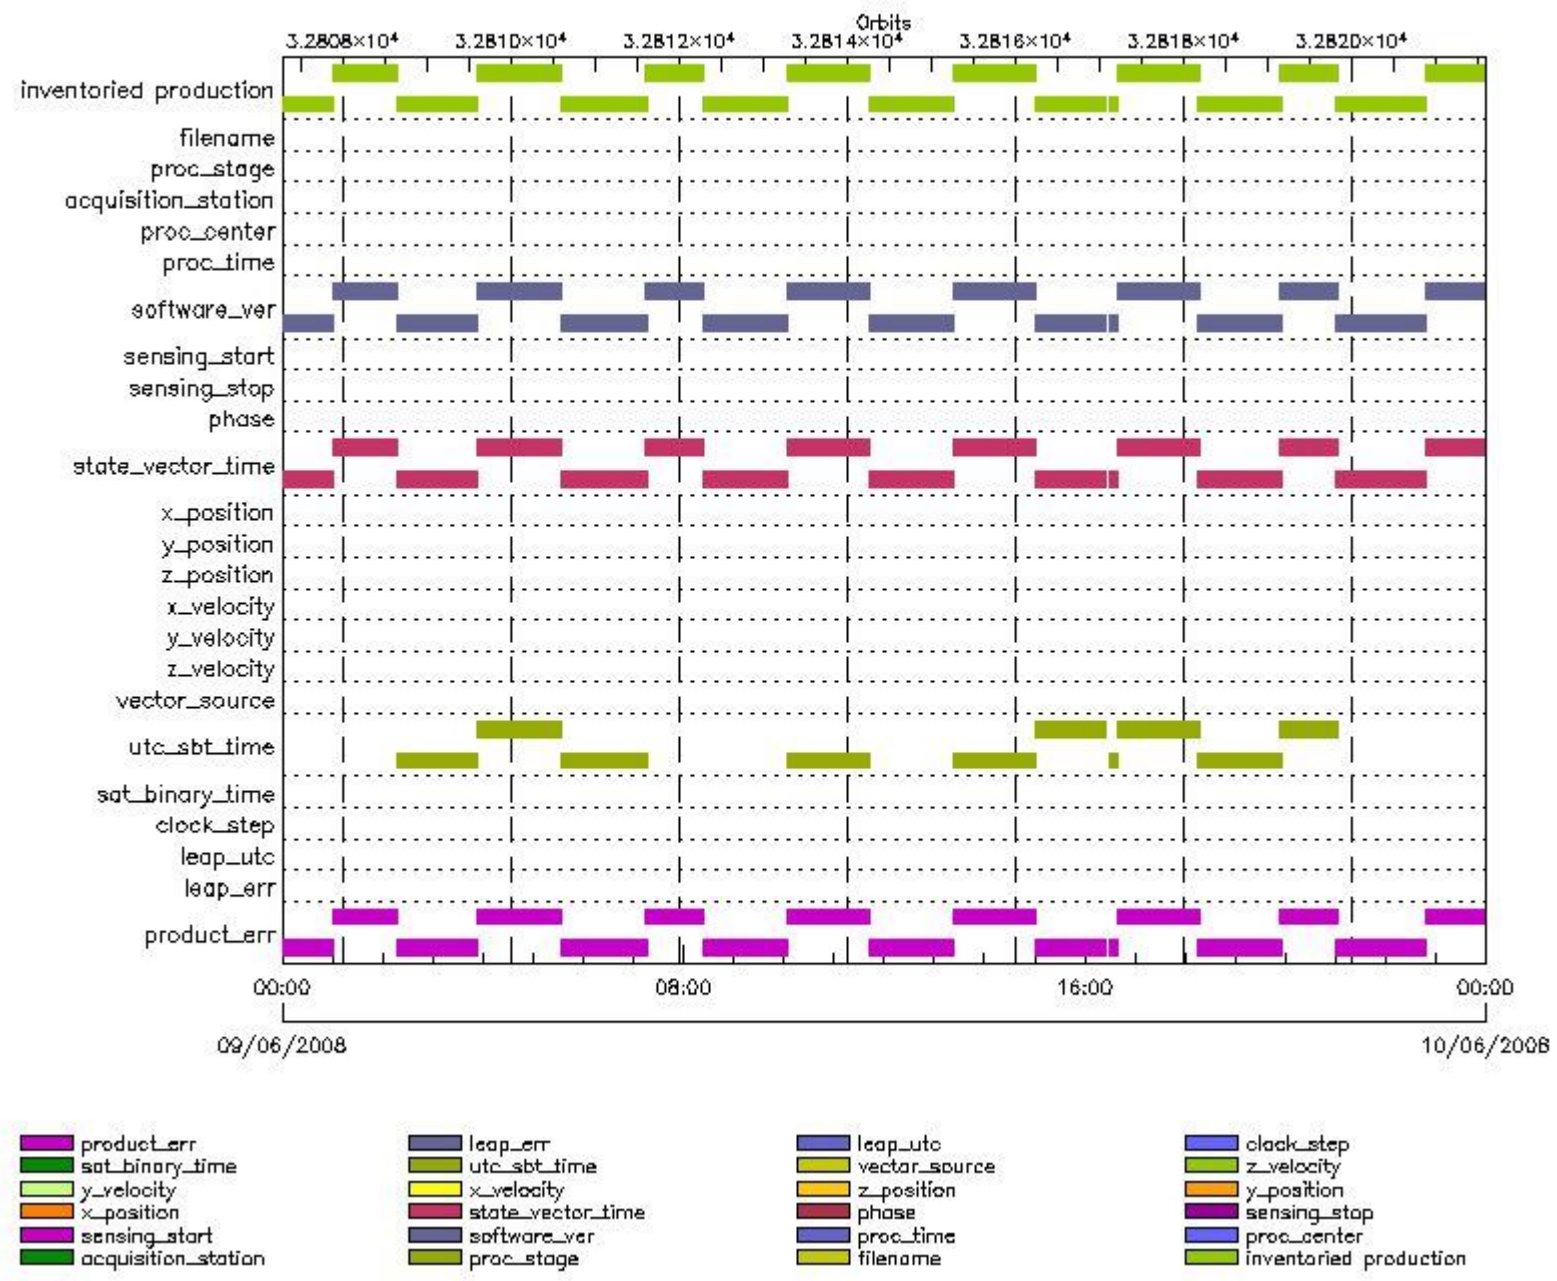 Orbits
3.2808×10⁴ 3.2810×10⁴ 3.2812×10⁴ 3.2814×10⁴ 3.2816×10⁴ 3.2818×10⁴ 3.2820×10⁴
inventoried production
filename
proc_stage
acquisition_station
proc_center
proc_time
software_ver
sensing_start
sensing_stop
phase
state_vector_time
x_position
y_position
z_position
x_velocity
y_velocity
z_velocity
vector_source
utc_sbt_time
sat_binary_time
clock_step
leap_utc
leap_err
product_err
00:00 08:00 16:00 00:00
09/06/2008 10/06/2008
product_err leap_err leap_utc clock_step
sat_binary_time utc_sbt_time vector_source z_velocity
y_velocity x_velocity z_position y_position
x_position state_vector_time phase sensing_stop
sensing_start software_ver proc_time proc_center
acquisition_station proc_stage filename inventoried production